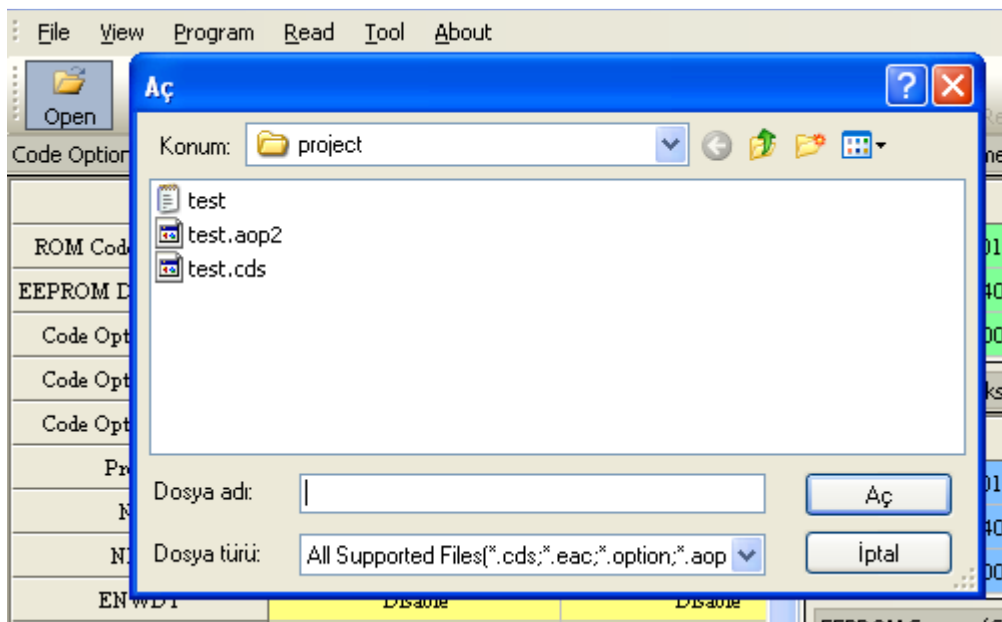 File View Program Read Tool About
Aç
Open
Konum: project
Code Option
test
test.aop2
test.cds
ROM Code
EEPROM D
Code Opt
Code Opt
Code Opt
Dosya adı: Aç
Dosya türü: All Supported Files(*.cds;*.eac;*.option;*.aop İptal
ENWDT Disable Disable